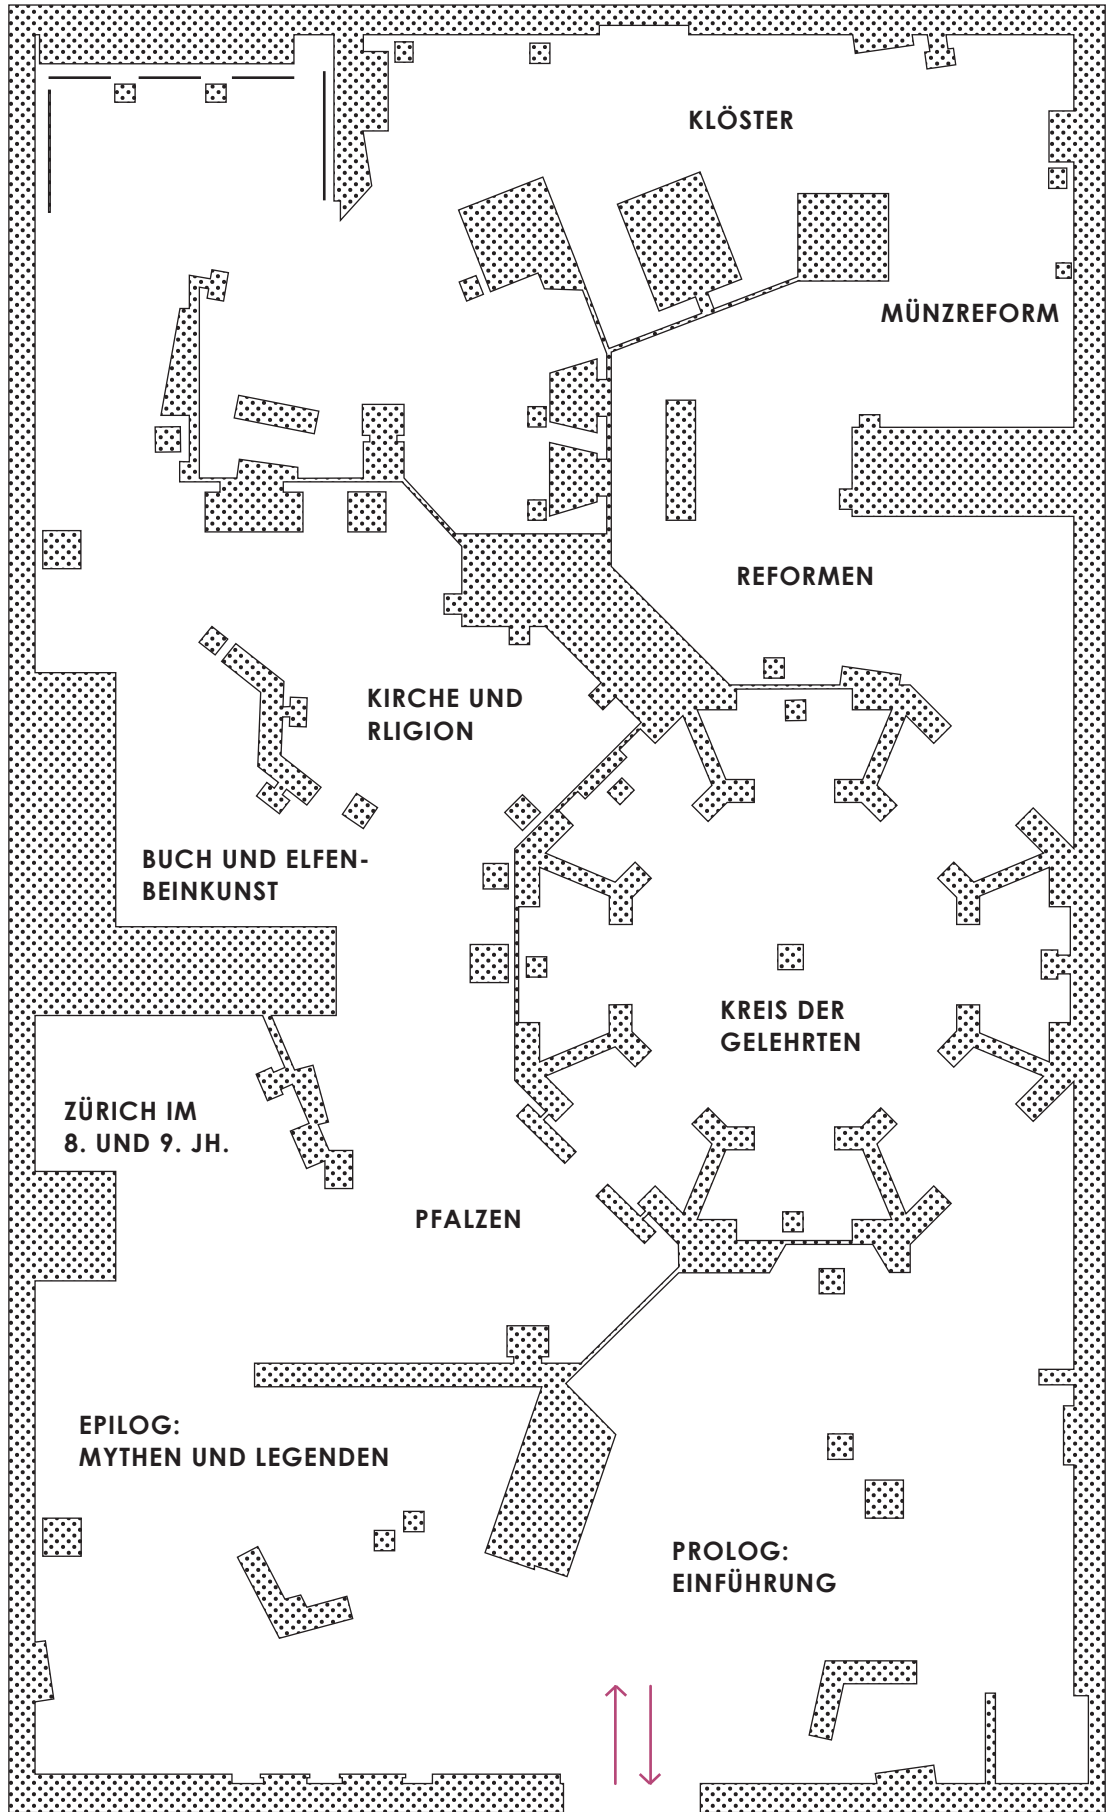 KLÖSTER
MÜNZREFORM
REFORMEN
KIRCHE UND
RLIGION
BUCH UND ELFEN-
BEINKUNST
KREIS DER
GELEHRTEN
ZÜRICH IM
8. UND 9. JH.
PFALZEN
EPILOG:
MYTHEN UND LEGENDEN
PROLOG:
EINFÜHRUNG